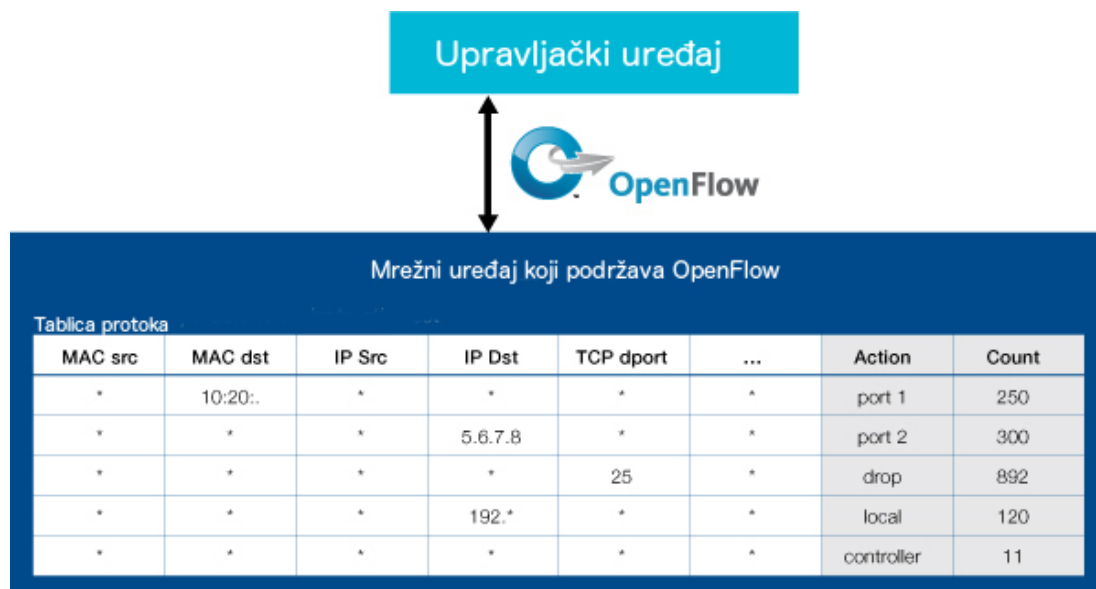 Upravljački uređaj
OpenFlow
™
Mrežni uređaj koji podržava OpenFlow
Tablica protoka
MAC src MAC dst IP Src IP Dst TCP dport ... Action Count
* 10:20:. * * * * port 1 250
* * * 5.6.7.8 * * port 2 300
* * * * 25 * drop 892
* * * 192.* * * local 120
* * * * * * controller 11